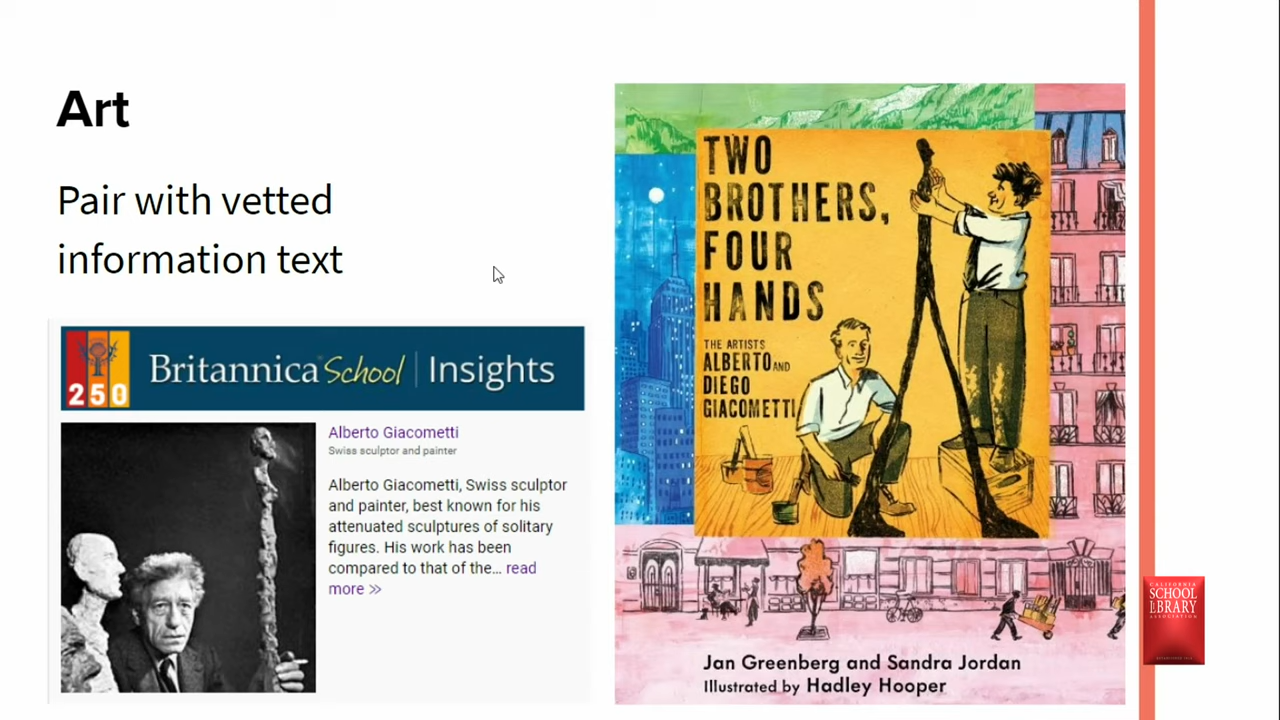 Art
Pair with vetted
information text
250
Britannica School | Insights
Alberto Giacometti
Swiss sculptor and painter
Alberto Giacometti, Swiss sculptor
and painter, best known for his
attenuated sculptures of solitary
figures. His work has been
compared to that of the... read
more >>
TWO
BROTHERS,
FOUR
HANDS
THE ARTISTS
ALBERTO AND
DIEGO
GIACOMETTI
Jan Greenberg and Sandra Jordan
Illustrated by Hadley Hooper
CALIFORNIA
SCHOOL
LIBRARY
ASSOCIATION